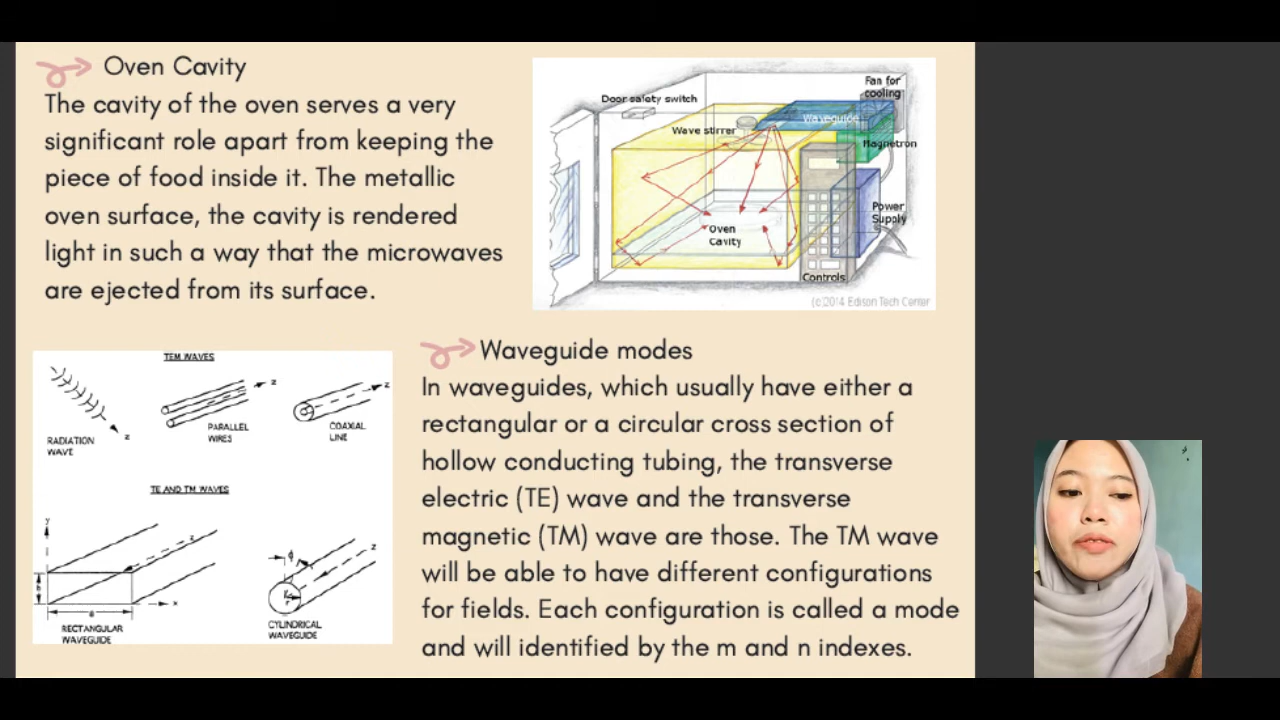 Oven Cavity
The cavity of the oven serves a very
significant role apart from keeping the
piece of food inside it. The metallic
oven surface, the cavity is rendered
light in such a way that the microwaves
are ejected from its surface.
Door safety switch
Fan for
cooling
Waveguide
Wave stirrer
Magnetron
Power
Supply
Oven
Cavity
Controls
(c)2014 Edison Tech Center
TEM WAVES
z
z
RADIATION
WAVE
z
PARALLEL
WIRES
COAXIAL
LINE
TE AND TM WAVES
y
z
b
x
a
RECTANGULAR
WAVEGUIDE
ϕ
z
r
CYLINDRICAL
WAVEGUIDE
Waveguide modes
In waveguides, which usually have either a
rectangular or a circular cross section of
hollow conducting tubing, the transverse
electric (TE) wave and the transverse
magnetic (TM) wave are those. The TM wave
will be able to have different configurations
for fields. Each configuration is called a mode
and will identified by the m and n indexes.